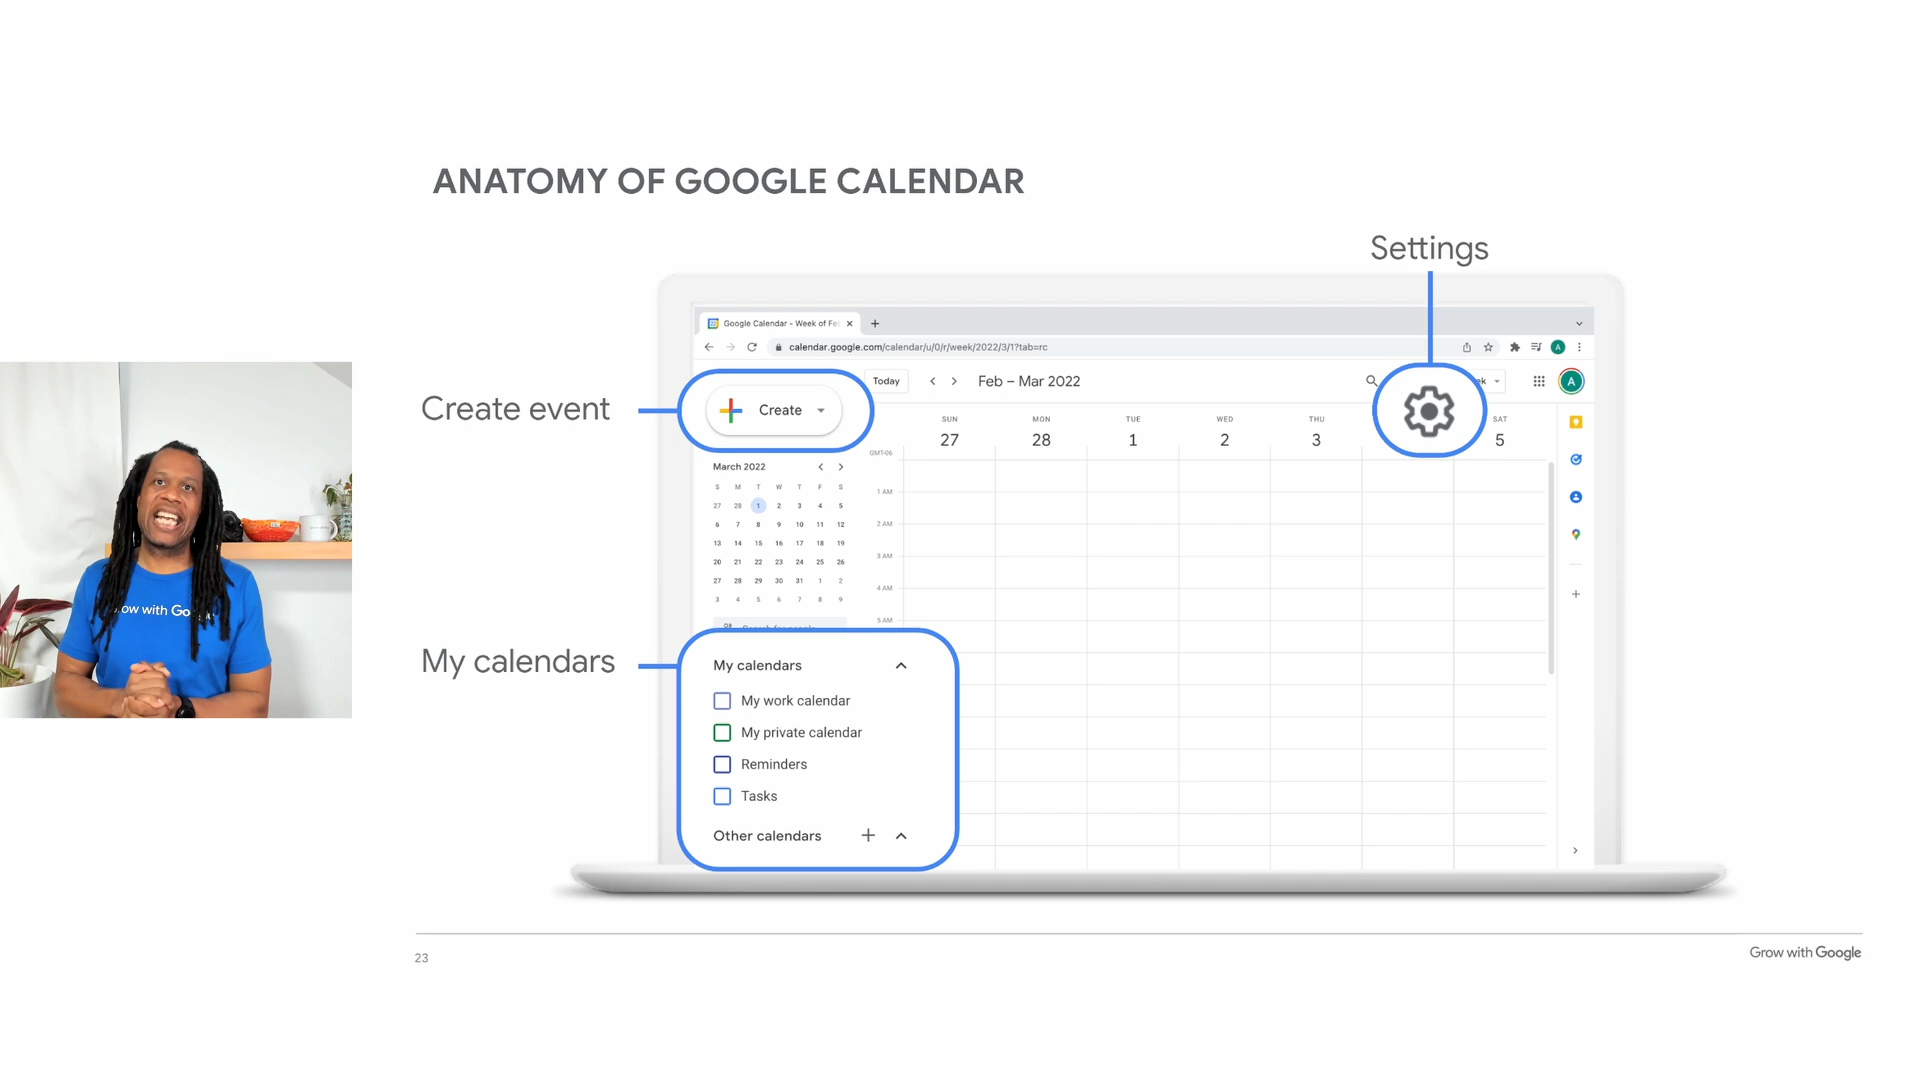 ANATOMY OF GOOGLE CALENDAR
Settings
Google Calendar - Week of Fe
calendar.google.com/calendar/u/0/r/week/2022/3/1?tab=rc
A
Create event
Create
Today
Feb – Mar 2022
A
SUN MON TUE WED THU SAT
27 28 1 2 3 5
GMT-06
March 2022
S M T W T F S
27 28 1 2 3 4 5
6 7 8 9 10 11 12
13 14 15 16 17 18 19
20 21 22 23 24 25 26
27 28 29 30 31 1 2
3 4 5 6 7 8 9
1 AM
2 AM
3 AM
4 AM
5 AM
ow with Go
My calendars
My calendars
My work calendar
My private calendar
Reminders
Tasks
Other calendars
23
Grow with Google